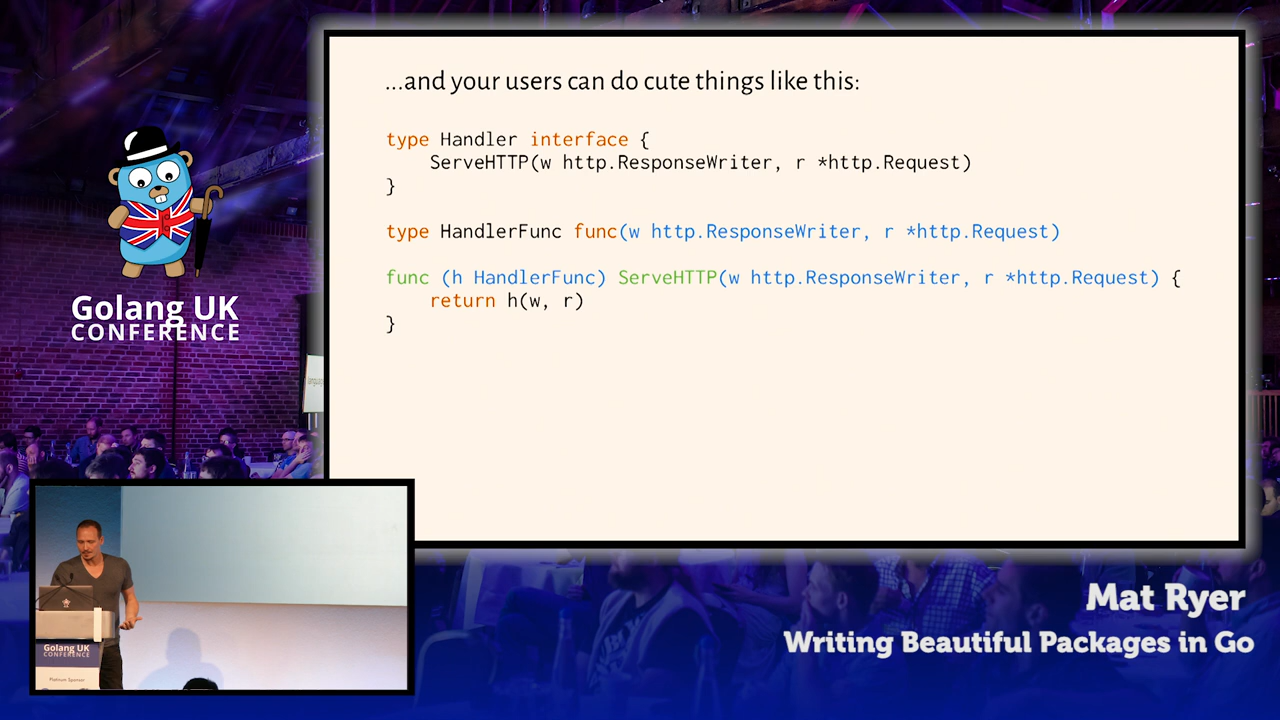 ...and your users can do cute things like this:
type Handler interface {
    ServeHTTP(w http.ResponseWriter, r *http.Request)
}
type HandlerFunc func(w http.ResponseWriter, r *http.Request)
func (h HandlerFunc) ServeHTTP(w http.ResponseWriter, r *http.Request) {
    return h(w, r)
}
Golang UK
CONFERENCE
Golang UK
CONFERENCE
Platinum Sponsor
Mat Ryer
Writing Beautiful Packages in Go